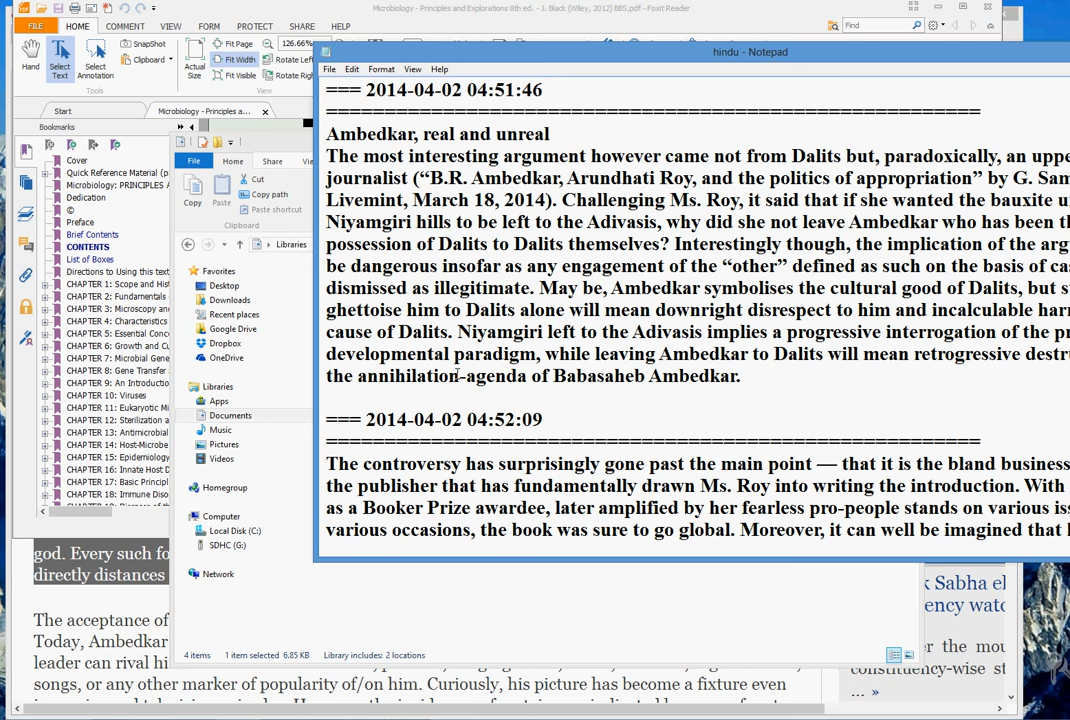 Microbiology - Principles and Explorations 8th ed. - J. Black (Wiley, 2012) BBS.pdf - Foxit Reader
FILE HOME COMMENT VIEW FORM PROTECT SHARE HELP
Find
Hand
Select Text
Select Annotation
SnapShot
Clipboard
Tools
Actual Size
Fit Page
Fit Width
Fit Visible
126.66%
Rotate Left
Rotate Right
View
Start
Microbiology - Principles a...
Bookmarks
Cover
Quick Reference Material (p
Microbiology: PRINCIPLES A
Dedication
©
Preface
Brief Contents
CONTENTS
List of Boxes
Directions to Using this text
CHAPTER 1: Scope and Hist
CHAPTER 2: Fundamentals
CHAPTER 3: Microscopy and
CHAPTER 4: Characteristics
CHAPTER 5: Essential Conc
CHAPTER 6: Growth and Cu
CHAPTER 7: Microbial Gene
CHAPTER 8: Gene Transfer
CHAPTER 9: An Introductio
CHAPTER 10: Viruses
CHAPTER 11: Eukaryotic Mi
CHAPTER 12: Sterilization a
CHAPTER 13: Antimicrobial
CHAPTER 14: Host-Microbe
CHAPTER 15: Epidemiology
CHAPTER 16: Innate Host D
CHAPTER 17: Basic Principl
CHAPTER 18: Immune Diso
File Home Share Vie
Copy
Paste
Cut
Copy path
Paste shortcut
Clipboard
Libraries
Favorites
Desktop
Downloads
Recent places
Google Drive
Dropbox
OneDrive
Libraries
Apps
Documents
Music
Pictures
Videos
Homegroup
Computer
Local Disk (C:)
SDHC (G:)
Network
4 items 1 item selected 6.85 KB Library includes: 2 locations
hindu - Notepad
File Edit Format View Help
=== 2014-04-02 04:51:46
============================================================
Ambedkar, real and unreal
The most interesting argument however came not from Dalits but, paradoxically, an uppe
journalist (“B.R. Ambedkar, Arundhati Roy, and the politics of appropriation” by G. Sam
Livemint, March 18, 2014). Challenging Ms. Roy, it said that if she wanted the bauxite u
Niyamgiri hills to be left to the Adivasis, why did she not leave Ambedkar who has been th
possession of Dalits to Dalits themselves? Interestingly though, the implication of the arg
be dangerous insofar as any engagement of the “other” defined as such on the basis of cas
dismissed as illegitimate. May be, Ambedkar symbolises the cultural good of Dalits, but s
ghettoise him to Dalits alone will mean downright disrespect to him and incalculable harm
cause of Dalits. Niyamgiri left to the Adivasis implies a progressive interrogation of the pr
developmental paradigm, while leaving Ambedkar to Dalits will mean retrogressive destru
the annihilation-agenda of Babasaheb Ambedkar.
=== 2014-04-02 04:52:09
============================================================
The controversy has surprisingly gone past the main point — that it is the bland business
the publisher that has fundamentally drawn Ms. Roy into writing the introduction. With
as a Booker Prize awardee, later amplified by her fearless pro-people stands on various iss
various occasions, the book was sure to go global. Moreover, it can well be imagined that
god. Every such fo
directly distances
The acceptance of
Today, Ambedkar
leader can rival hi
songs, or any other marker of popularity of/on him. Curiously, his picture has become a fixture even
k Sabha el
ency watc
r the mou
constituency-wise st
... »